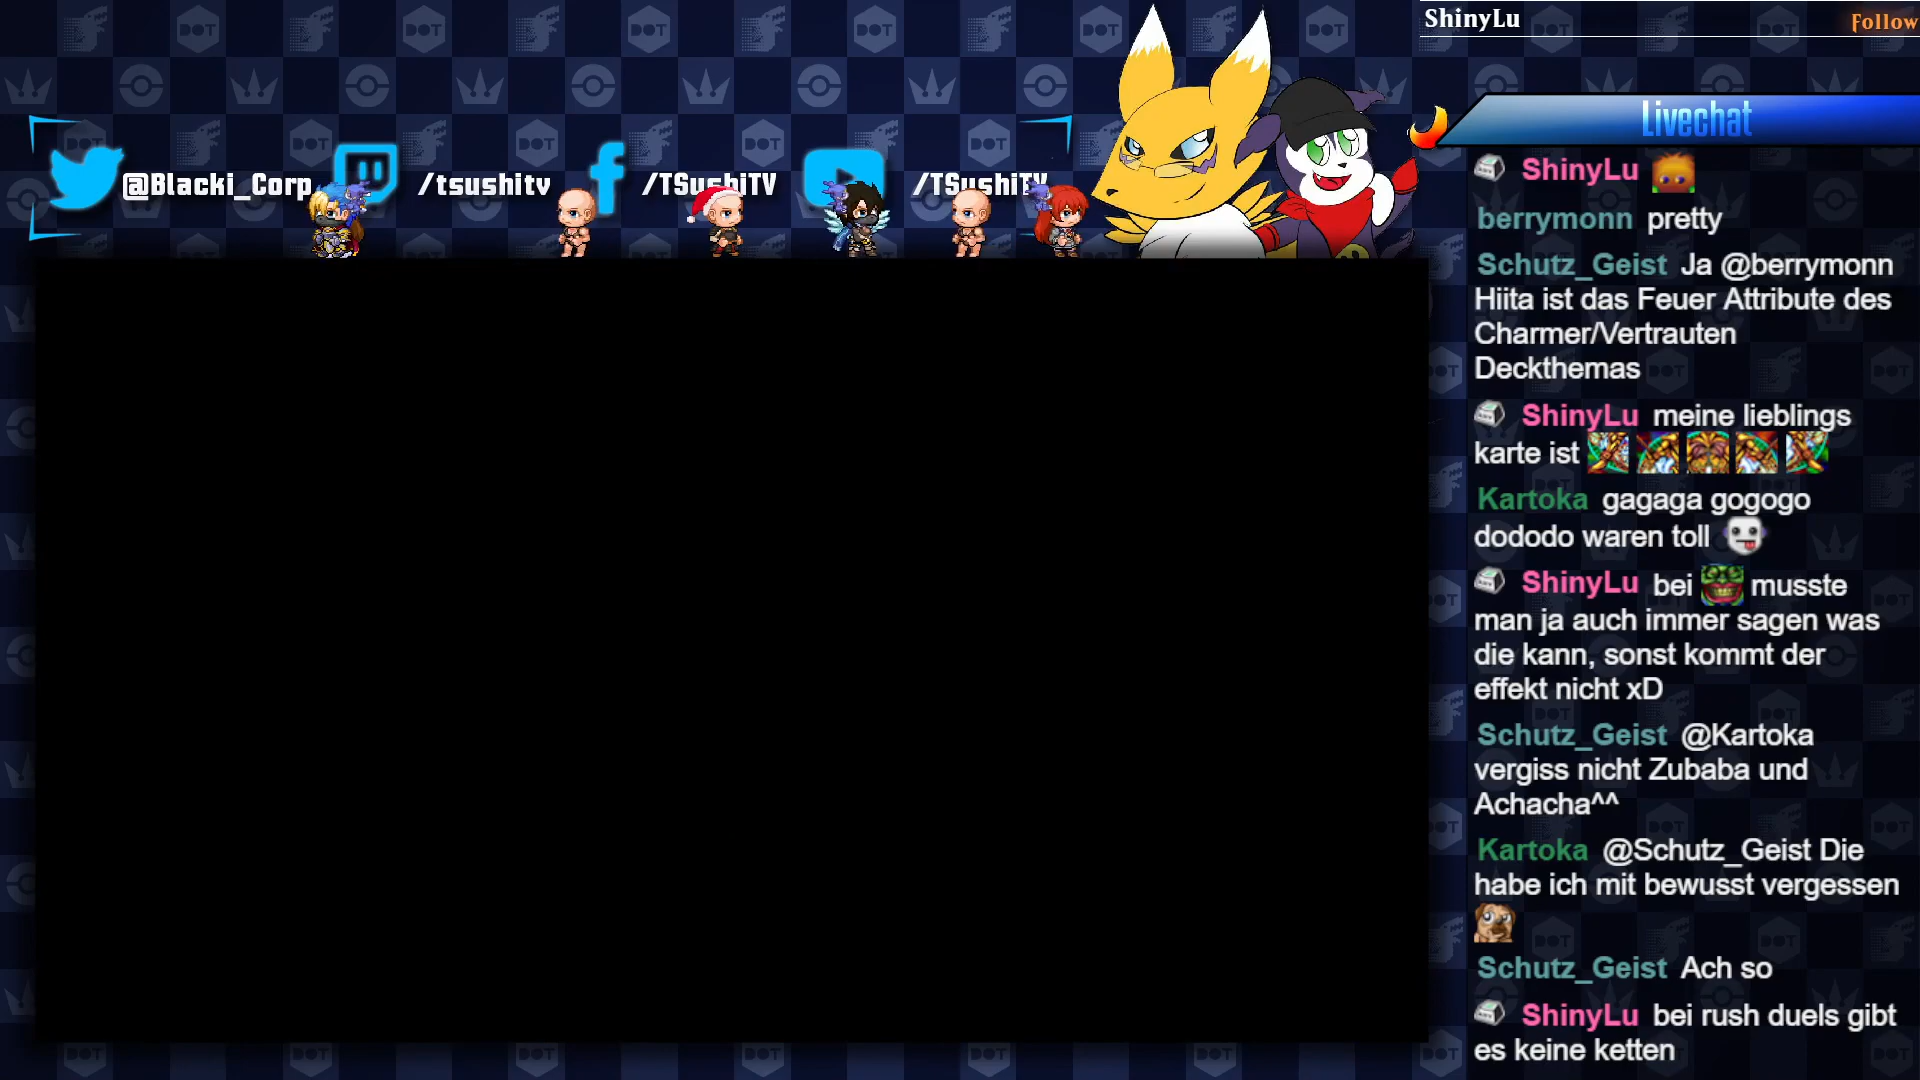 ShinyLu
Follow
@Blacki_Corp
/tsushitv
/TSushiTV
/TSushiTV
Livechat
ShinyLu
berrymonn pretty
Schutz_Geist Ja @berrymonn
Hiita ist das Feuer Attribute des
Charmer/Vertrauten
Deckthemas
ShinyLu meine lieblings
karte ist
Kartoka gagaga gogogo
dododo waren toll
ShinyLu bei musste
man ja auch immer sagen was
die kann, sonst kommt der
effekt nicht xD
Schutz_Geist @Kartoka
vergiss nicht Zubaba und
Achacha^^
Kartoka @Schutz_Geist Die
habe ich mit bewusst vergessen
Schutz_Geist Ach so
ShinyLu bei rush duels gibt
es keine ketten